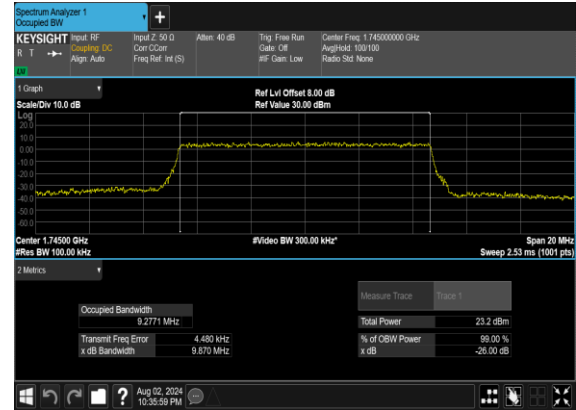 Spectrum Analyzer 1
Occupied BW
+
KEYSIGHT Input: RF Input Z: 50 Ω Atten: 40 dB Trig: Free Run Center Freq: 1.745000000 GHz
R T Coupling: DC Corr CCorr Gate: Off Avg|Hold: 100/100
Align: Auto Freq Ref: Int (S) #IF Gain: Low Radio Std: None
LV
1 Graph
Ref Lvl Offset 8.00 dB
Scale/Div 10.0 dB Ref Value 30.00 dBm
Log
20.0
10.0
0.00
-10.0
-20.0
-30.0
-40.0
-50.0
-60.0
Center 1.74500 GHz #Video BW 300.00 kHz* Span 20 MHz
#Res BW 100.00 kHz Sweep 2.53 ms (1001 pts)
2 Metrics
Measure Trace Trace 1
Occupied Bandwidth
9.2771 MHz Total Power 23.2 dBm
Transmit Freq Error 4.480 kHz % of OBW Power 99.00 %
x dB Bandwidth 9.870 MHz x dB -26.00 dB
? Aug 02, 2024
10:35:59 PM